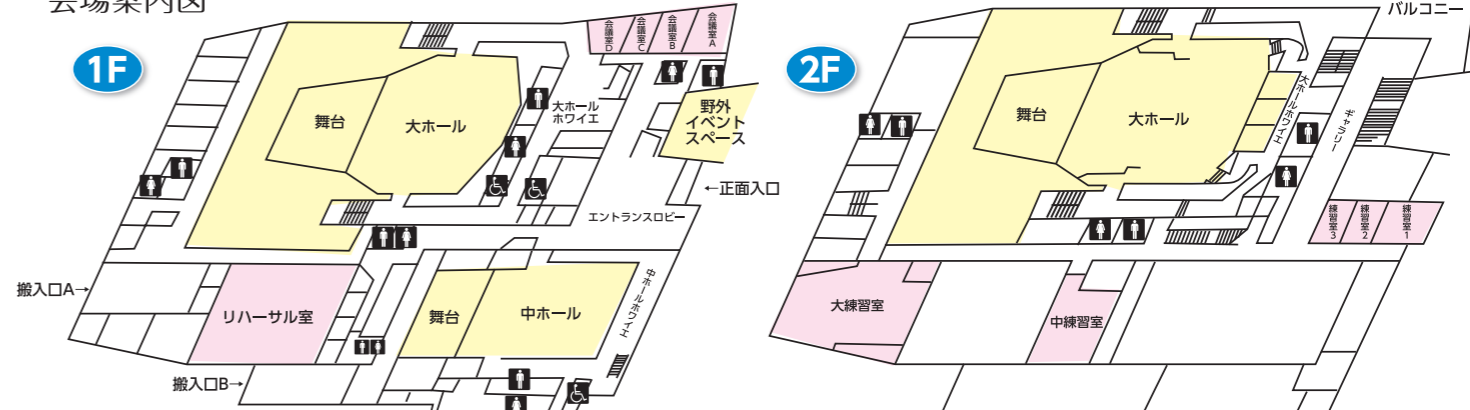 会場案内図
1F
会議室D
会議室C
会議室B
会議室A
舞台
大ホール
大ホール
ホワイエ
野外
イベント
スペース
←正面入口
エントランスロビー
搬入口A→
リハーサル室
舞台
中ホール
中ホールホワイエ
搬入口B→
2F
バルコニー
舞台
大ホール
大ホールホワイエ
ギャラリー
練習室3
練習室2
練習室1
大練習室
中練習室